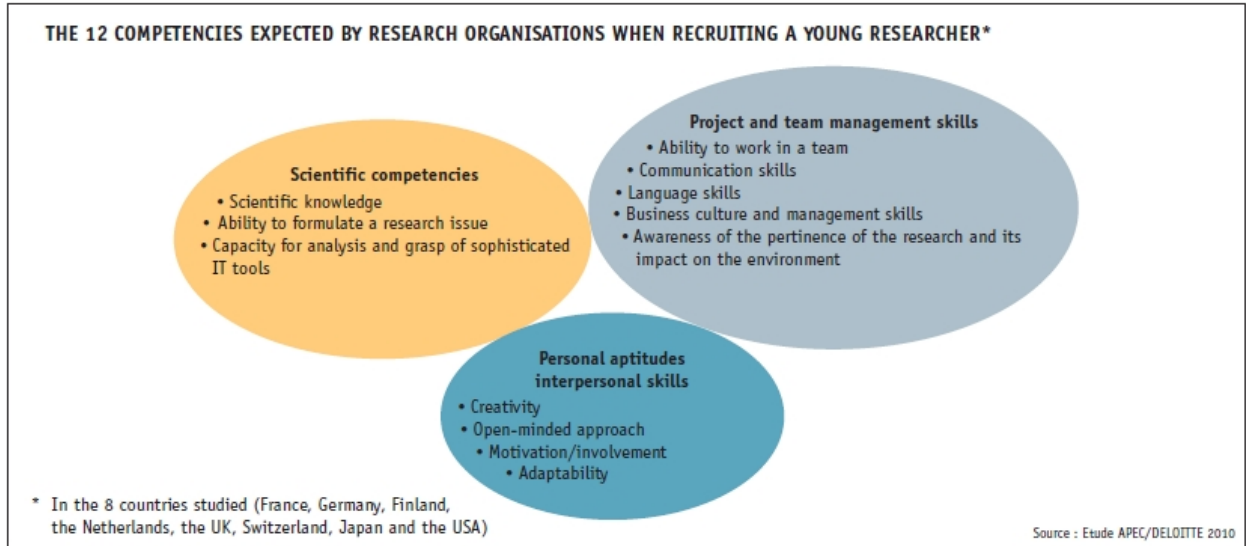 THE 12 COMPETENCIES EXPECTED BY RESEARCH ORGANISATIONS WHEN RECRUITING A YOUNG RESEARCHER*
Scientific competencies
• Scientific knowledge
• Ability to formulate a research issue
• Capacity for analysis and grasp of sophisticated
IT tools
Project and team management skills
• Ability to work in a team
• Communication skills
• Language skills
• Business culture and management skills
• Awareness of the pertinence of the research and its
impact on the environment
Personal aptitudes
interpersonal skills
• Creativity
• Open-minded approach
• Motivation/involvement
• Adaptability
* In the 8 countries studied (France, Germany, Finland,
the Netherlands, the UK, Switzerland, Japan and the USA)
Source : Etude APEC/DELOITTE 2010